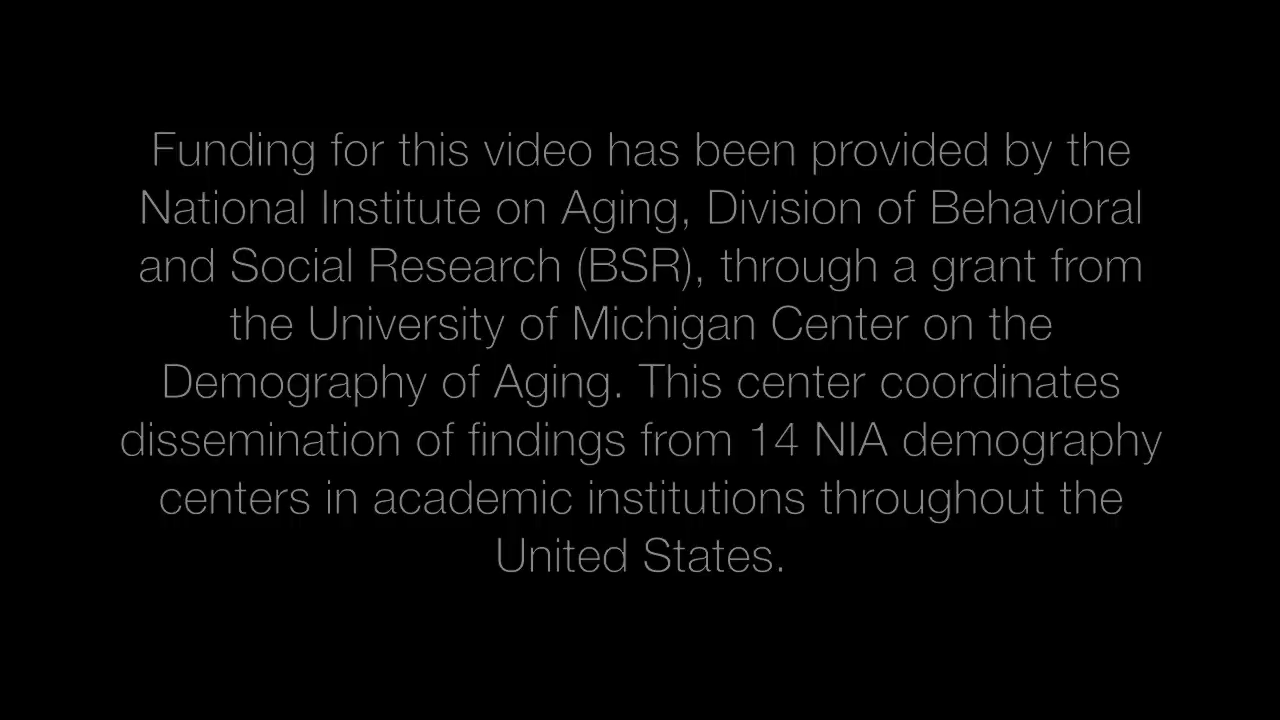 Funding for this video has been provided by the
National Institute on Aging, Division of Behavioral
and Social Research (BSR), through a grant from
the University of Michigan Center on the
Demography of Aging. This center coordinates
dissemination of findings from 14 NIA demography
centers in academic institutions throughout the
United States.